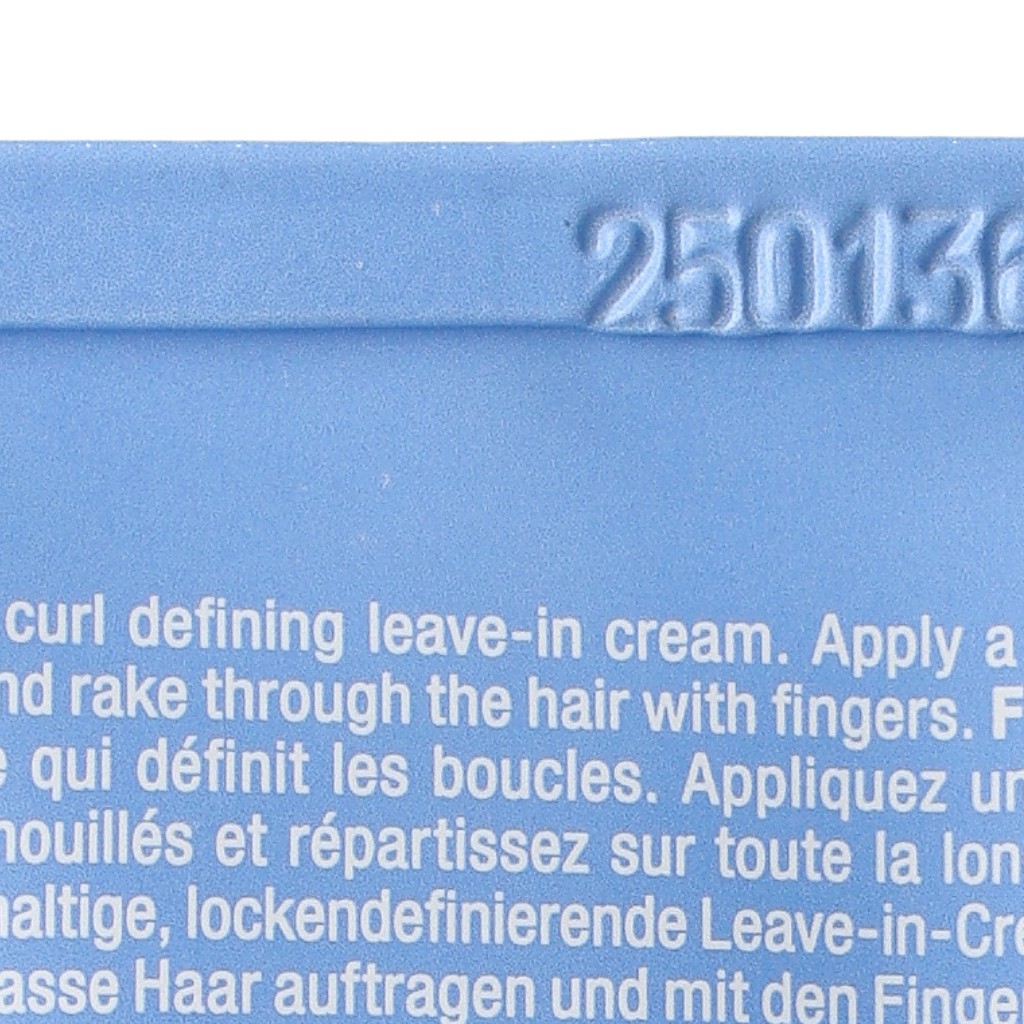 250136
curl defining leave-in cream. Apply a
nd rake through the hair with fingers. F
e qui définit les boucles. Appliquez un
nouillés et répartissez sur toute la lon
haltige, lockendefinierende Leave-in-Cre
asse Haar auftragen und mit den Finge